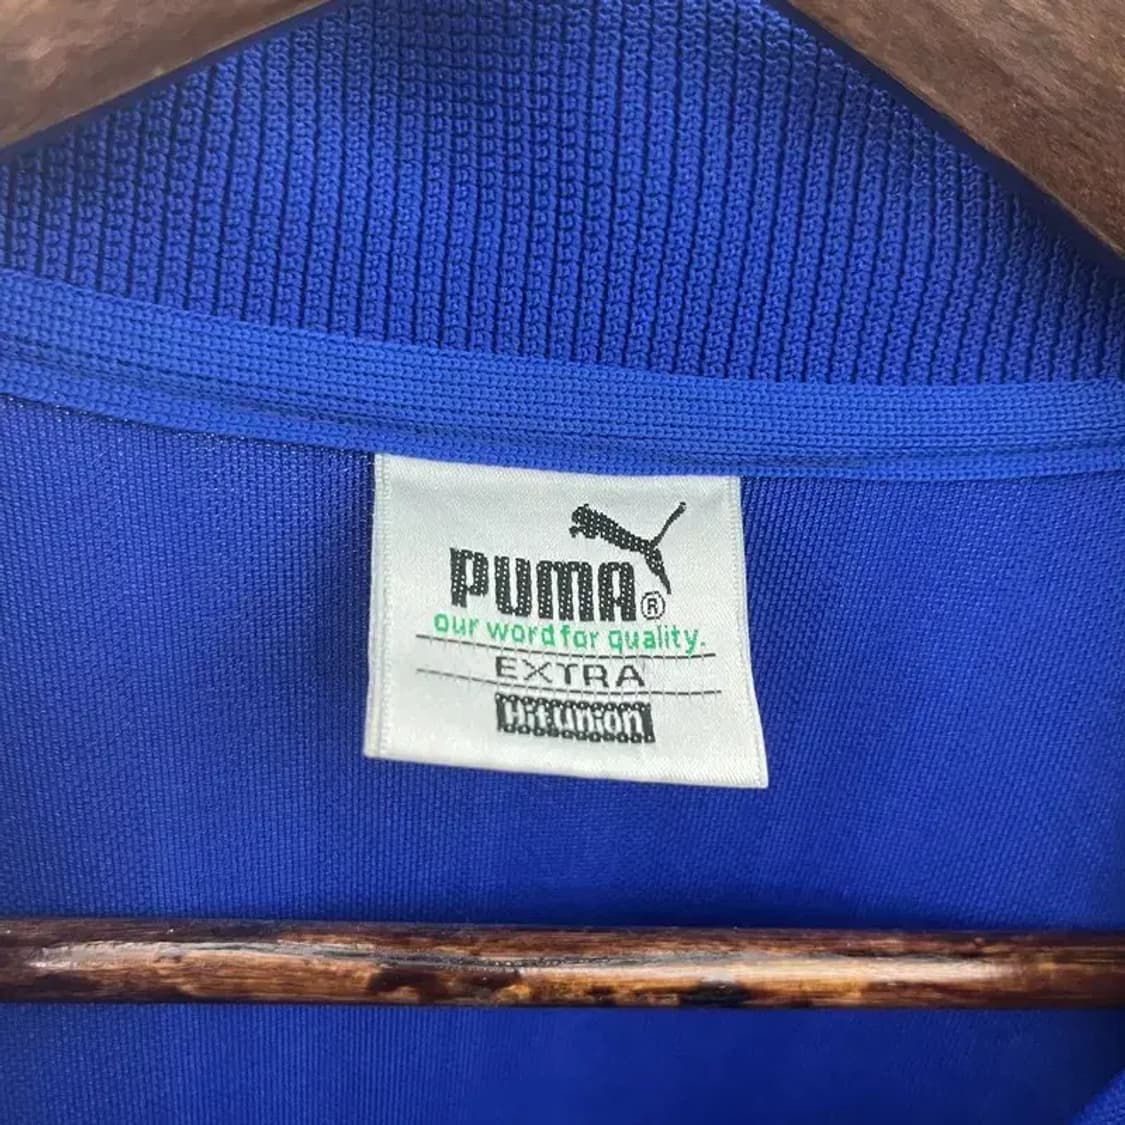 PUMA®
our word for quality.
EXTRA
Hit union